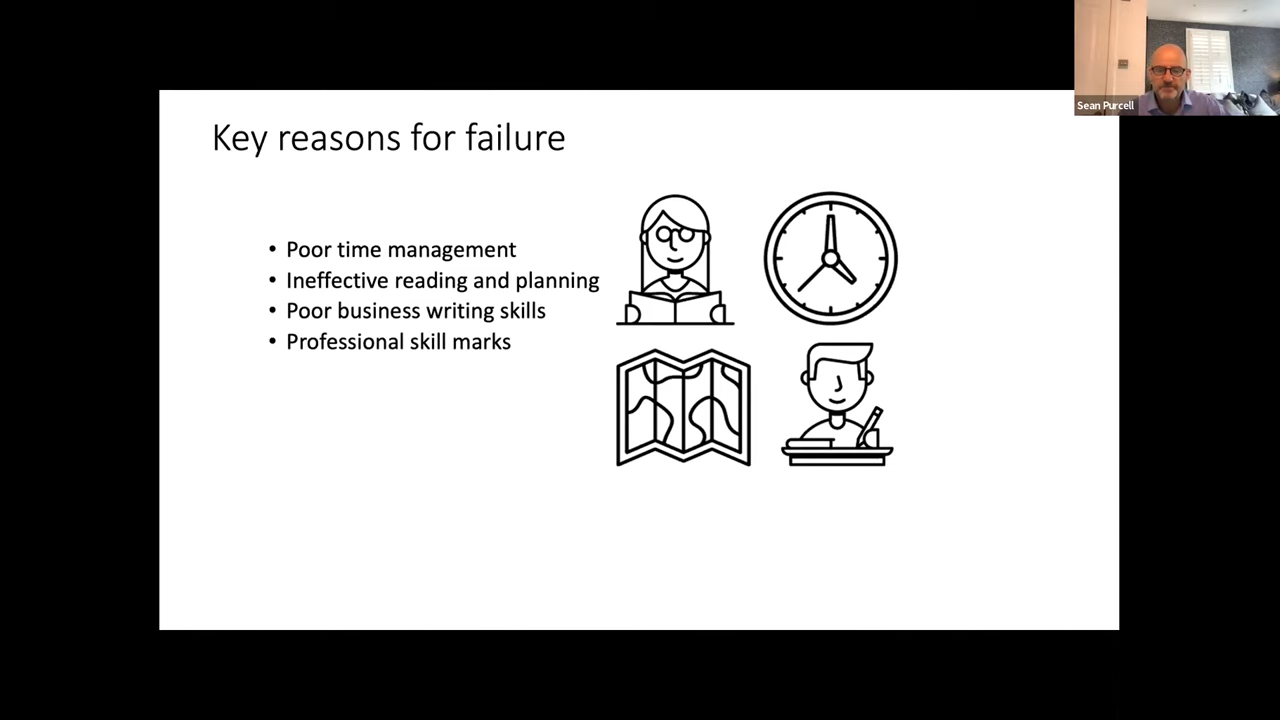 Key reasons for failure
• Poor time management
• Ineffective reading and planning
• Poor business writing skills
• Professional skill marks
Sean Purcell